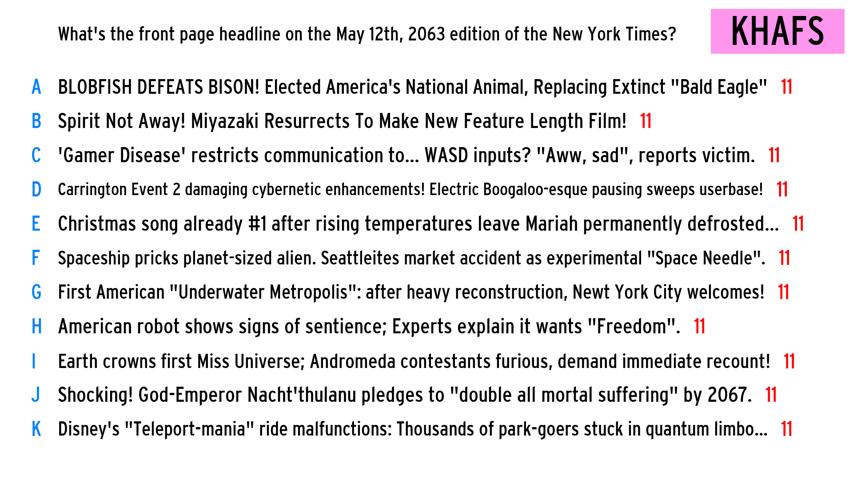 What's the front page headline on the May 12th, 2063 edition of the New York Times?
KHAFS
A BLOBFISH DEFEATS BISON! Elected America's National Animal, Replacing Extinct "Bald Eagle" 11
B Spirit Not Away! Miyazaki Resurrects To Make New Feature Length Film! 11
C 'Gamer Disease' restricts communication to... WASD inputs? "Aww, sad", reports victim. 11
D Carrington Event 2 damaging cybernetic enhancements! Electric Boogaloo-esque pausing sweeps userbase! 11
E Christmas song already #1 after rising temperatures leave Mariah permanently defrosted... 11
F Spaceship pricks planet-sized alien. Seattleites market accident as experimental "Space Needle". 11
G First American "Underwater Metropolis": after heavy reconstruction, Newt York City welcomes! 11
H American robot shows signs of sentience; Experts explain it wants "Freedom". 11
I Earth crowns first Miss Universe; Andromeda contestants furious, demand immediate recount! 11
J Shocking! God-Emperor Nacht'thulanu pledges to "double all mortal suffering" by 2067. 11
K Disney's "Teleport-mania" ride malfunctions: Thousands of park-goers stuck in quantum limbo... 11